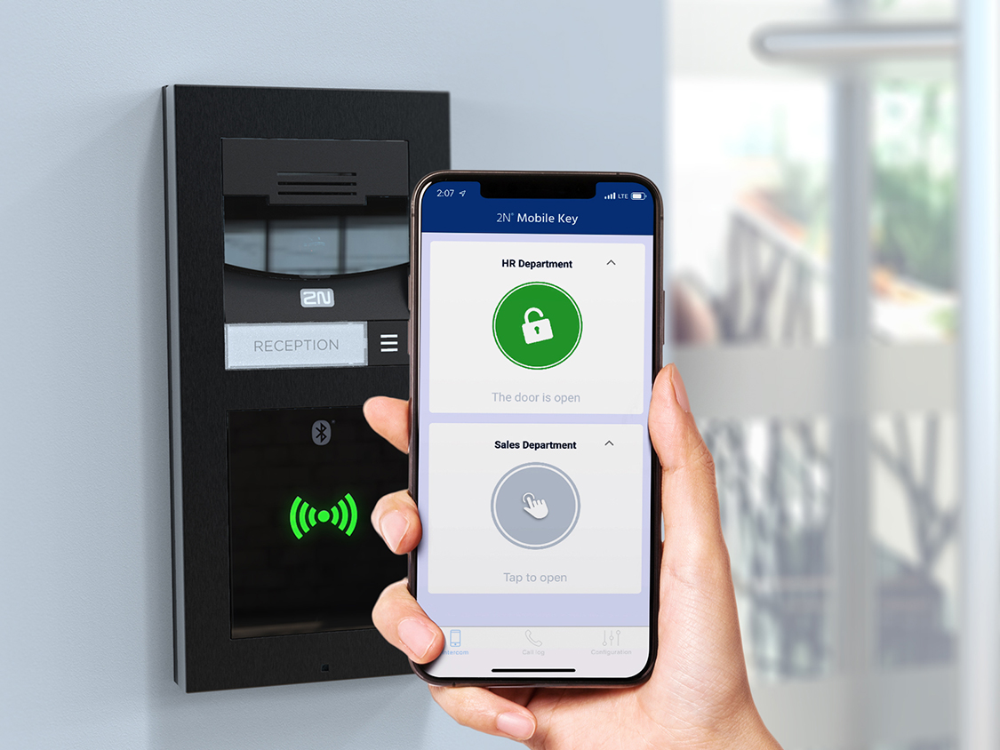 2N
RECEPTION
2:07
LTE
2N® Mobile Key
HR Department
The door is open
Sales Department
Tap to open
Intercom
Call log
Configuration